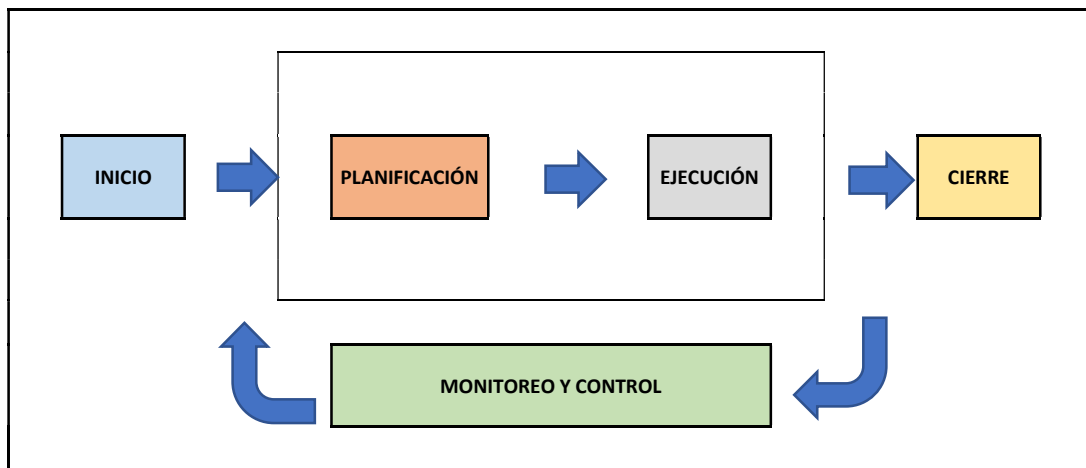 INICIO
PLANIFICACIÓN
EJECUCIÓN
CIERRE
MONITOREO Y CONTROL